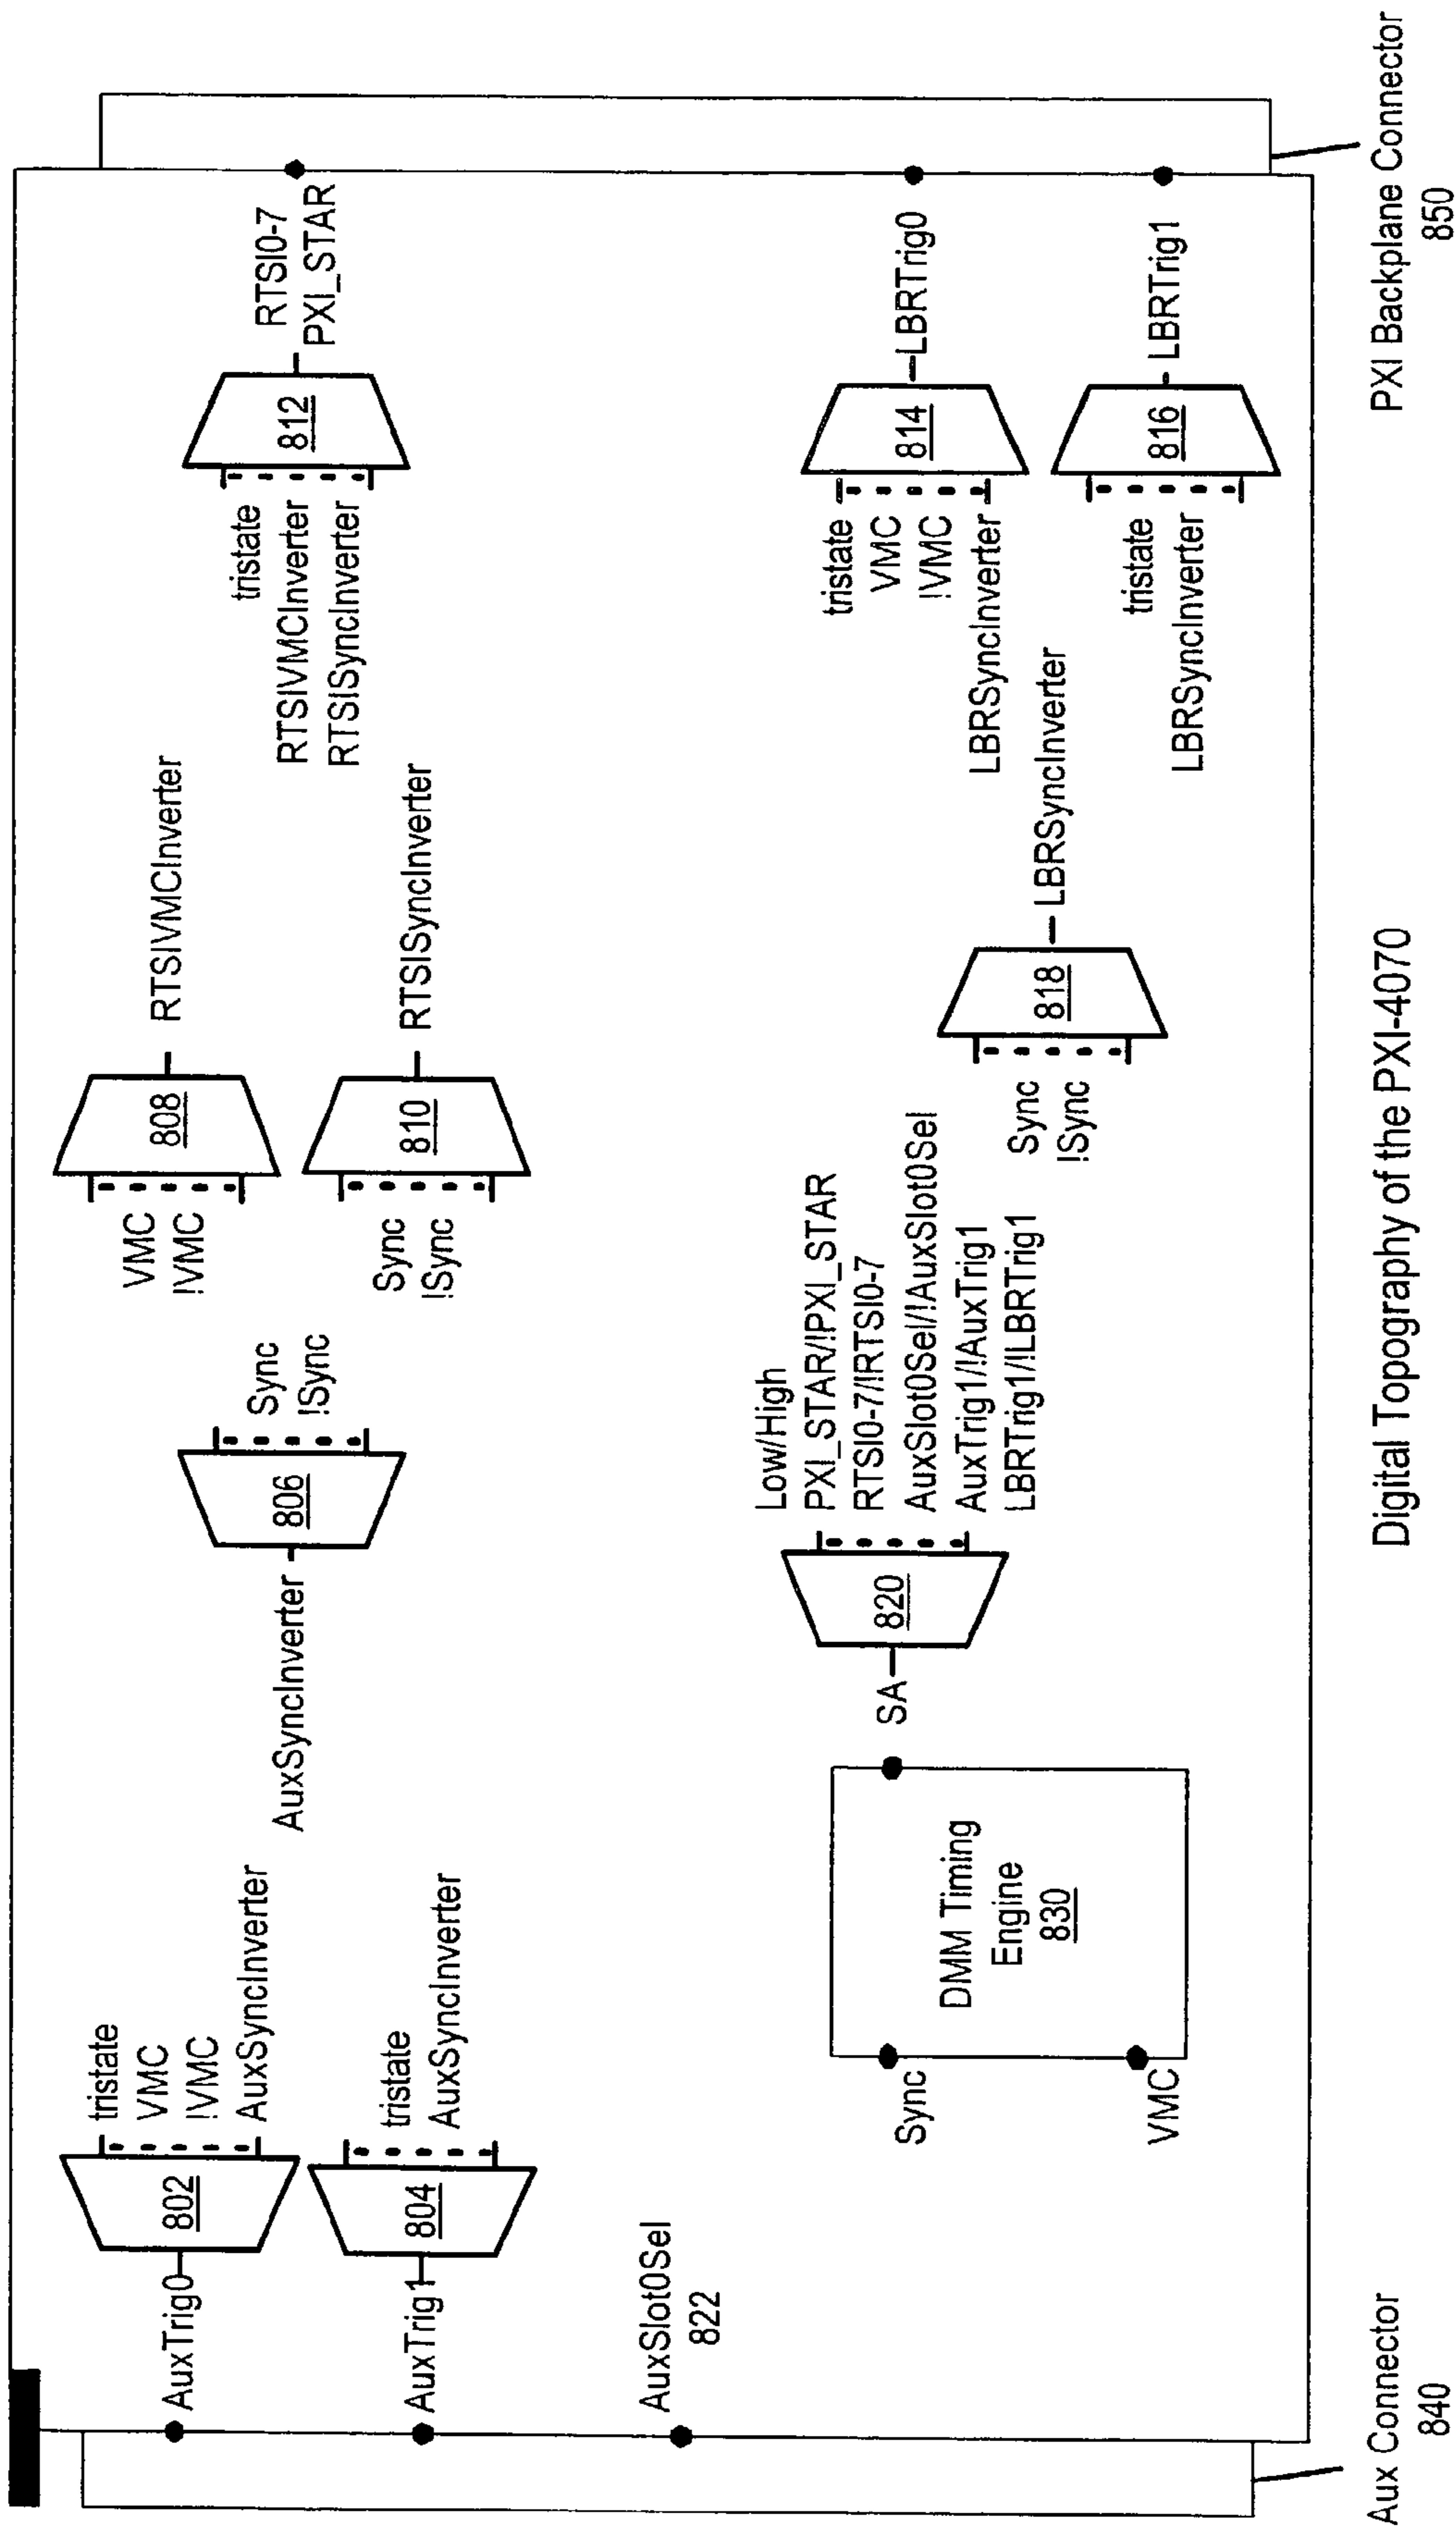 AuxTrig0
802
tristate
VMC
!VMC
AuxSyncInverter
AuxTrig1
804
tristate
AuxSyncInverter
AuxSlot0Sel
822
AuxSyncInverter
806
Sync
!Sync
VMC
!VMC
808
RTSIVMCInverter
Sync
!Sync
810
RTSISyncInverter
tristate
RTSIVMCInverter
RTSISyncInverter
812
RTSI0-7
PXI_STAR
Sync
VMC
DMM Timing
Engine
830
SA
820
Low/High
PXI_STAR/!PXI_STAR
RTSI0-7/!RTSI0-7
AuxSlot0Sel/!AuxSlot0Sel
AuxTrig1/!AuxTrig1
LBRTrig1/!LBRTrig1
Sync
!Sync
818
LBRSyncInverter
tristate
VMC
!VMC
LBRSyncInverter
814
LBRTrig0
tristate
LBRSyncInverter
816
LBRTrig1
Aux Connector
840
Digital Topography of the PXI-4070
PXI Backplane Connector
850